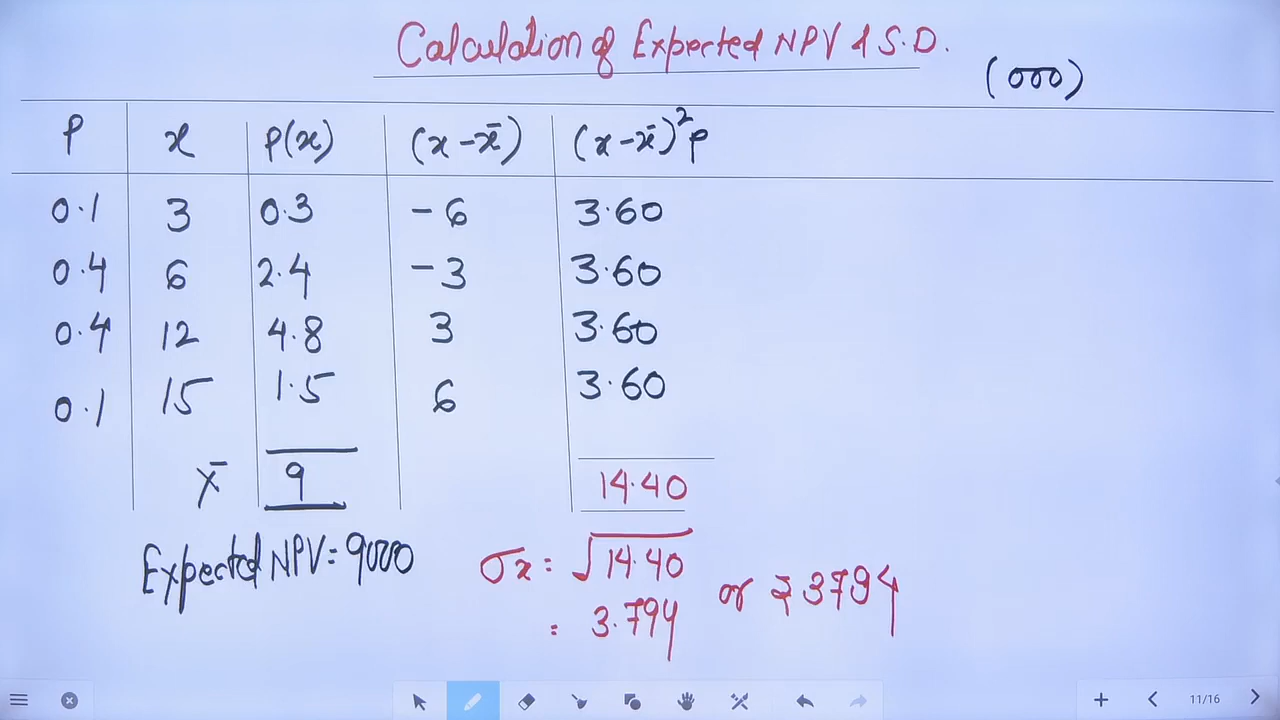 Calculation of Expected NPV & S.D.
(000)
P x P(x) (x-x̄) (x-x̄)²P
0.1 3 0.3 -6 3.60
0.4 6 2.4 -3 3.60
0.4 12 4.8 3 3.60
0.1 15 1.5 6 3.60
x̄ 9 14.40
Expected NPV = 9000
σx = √14.40
= 3.794 or ₹3794
11/16